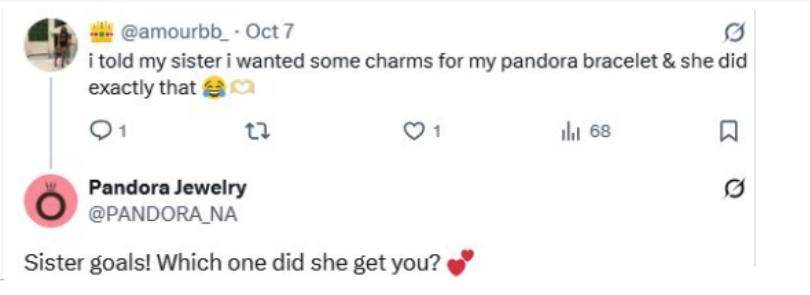 👑 @amourbb_ · Oct 7
i told my sister i wanted some charms for my pandora bracelet & she did
exactly that 😂🫶🏼
1 1 68
Pandora Jewelry
@PANDORA_NA
Sister goals! Which one did she get you? 💕